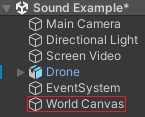 Sound Example*
Main Camera
Directional Light
Screen Video
Drone
EventSystem
World Canvas